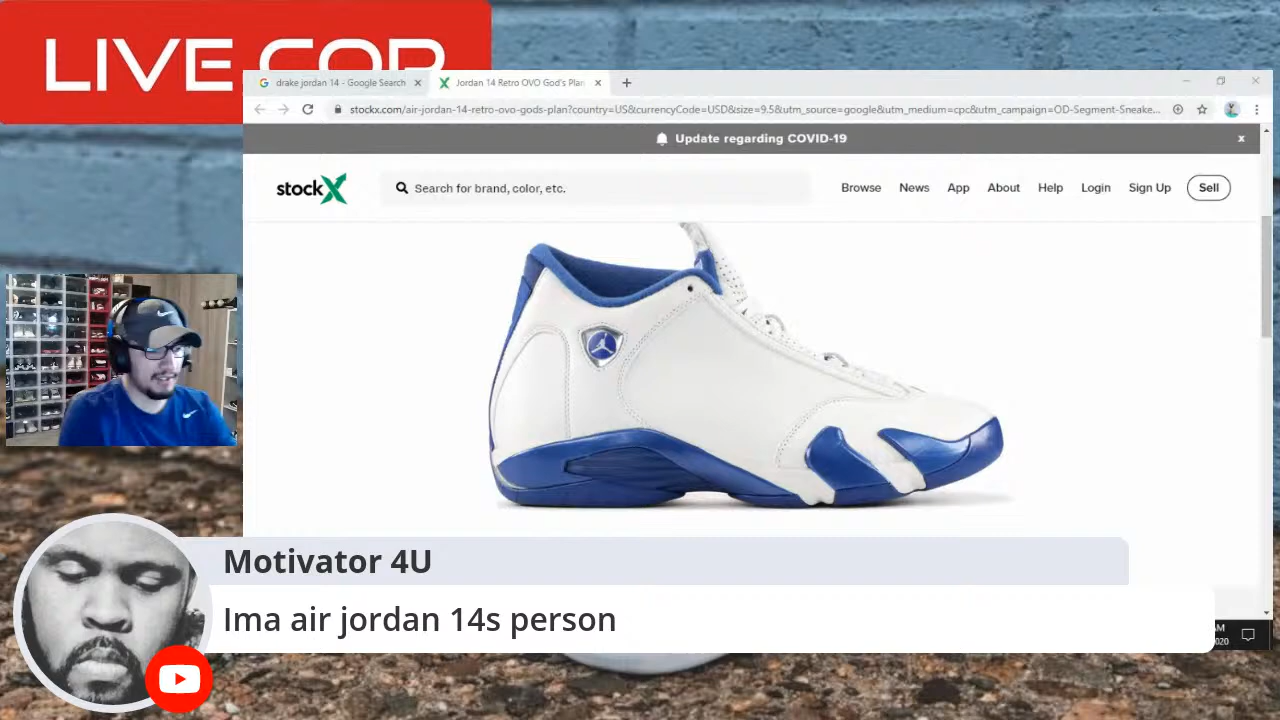 LIVE COP
drake jordan 14 - Google Search
Jordan 14 Retro OVO God's Plan
stockx.com/air-jordan-14-retro-ovo-gods-plan?country=US&currencyCode=USD&size=9.5&utm_source=google&utm_medium=cpc&utm_campaign=OD-Segment-Sneake...
Update regarding COVID-19
x
stockX
Search for brand, color, etc.
Browse
News
App
About
Help
Login
Sign Up
Sell
Motivator 4U
Ima air jordan 14s person
AM
2020